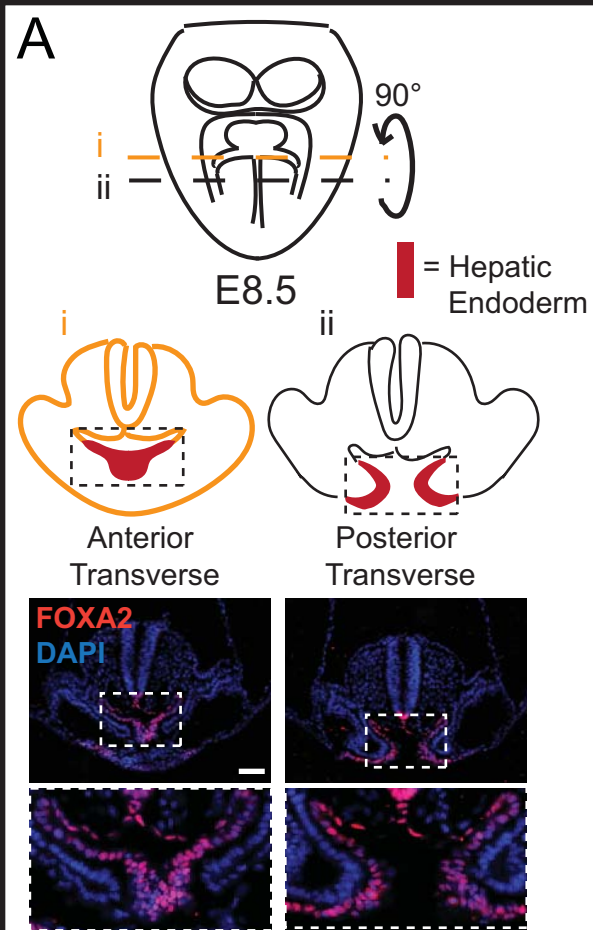 A
90°
i
ii
E8.5
= Hepatic
Endoderm
i
ii
Anterior
Transverse
Posterior
Transverse
FOXA2
DAPI